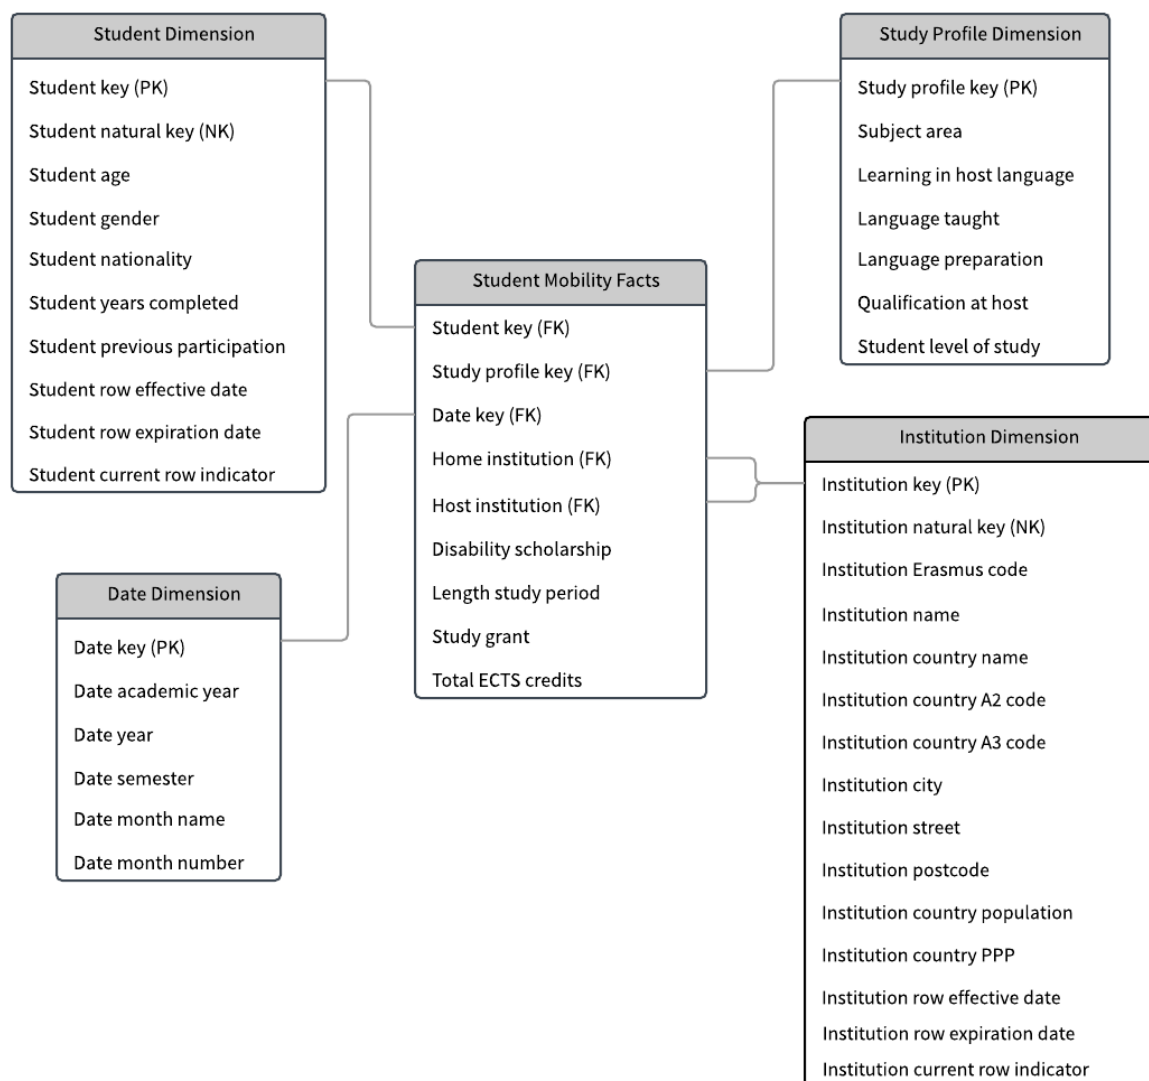 Student Dimension
Student key (PK)
Student natural key (NK)
Student age
Student gender
Student nationality
Student years completed
Student previous participation
Student row effective date
Student row expiration date
Student current row indicator
Study Profile Dimension
Study profile key (PK)
Subject area
Learning in host language
Language taught
Language preparation
Qualification at host
Student level of study
Student Mobility Facts
Student key (FK)
Study profile key (FK)
Date key (FK)
Home institution (FK)
Host institution (FK)
Disability scholarship
Length study period
Study grant
Total ECTS credits
Date Dimension
Date key (PK)
Date academic year
Date year
Date semester
Date month name
Date month number
Institution Dimension
Institution key (PK)
Institution natural key (NK)
Institution Erasmus code
Institution name
Institution country name
Institution country A2 code
Institution country A3 code
Institution city
Institution street
Institution postcode
Institution country population
Institution country PPP
Institution row effective date
Institution row expiration date
Institution current row indicator